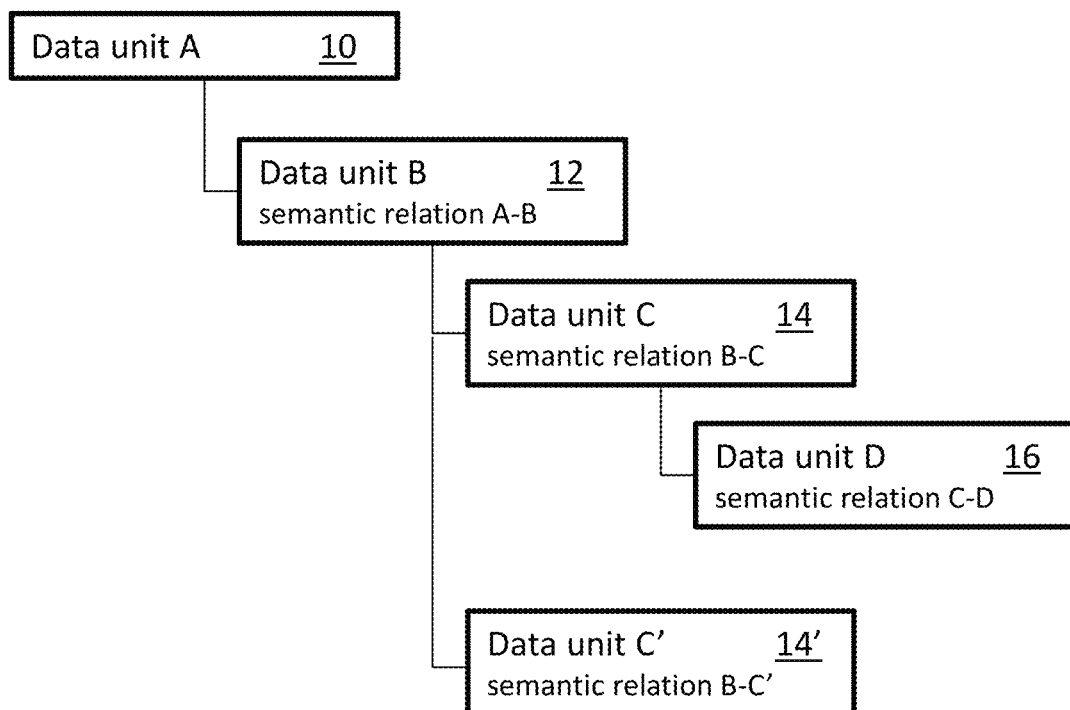 Data unit A 10
Data unit B 12
semantic relation A-B
Data unit C 14
semantic relation B-C
Data unit D 16
semantic relation C-D
Data unit C’ 14’
semantic relation B-C’